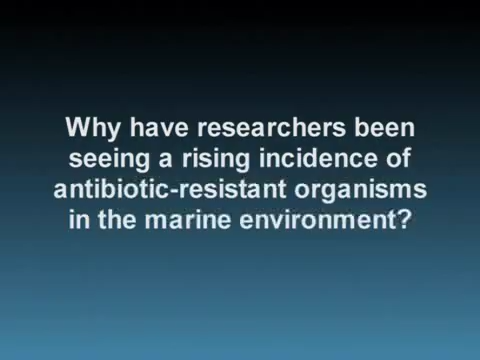 Why have researchers been
seeing a rising incidence of
antibiotic-resistant organisms
in the marine environment?